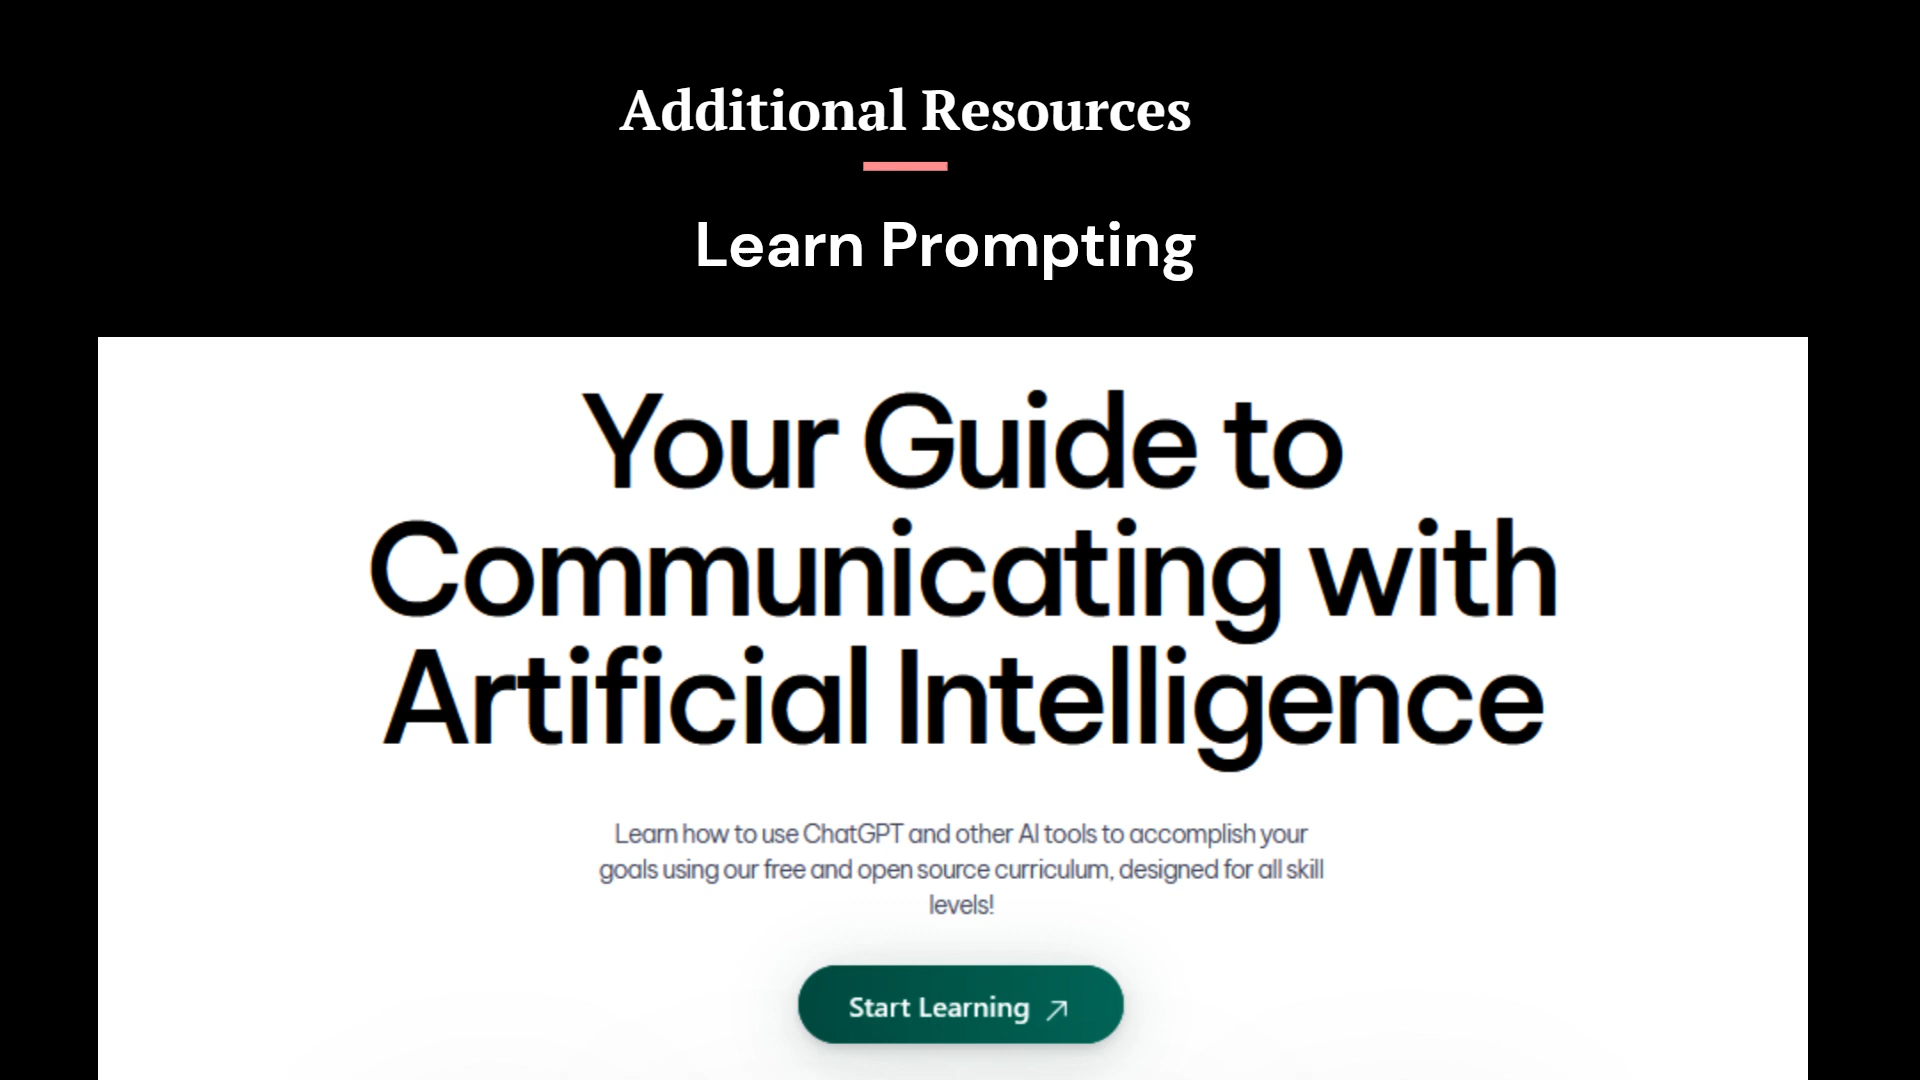 Additional Resources
Learn Prompting
Your Guide to
Communicating with
Artificial Intelligence
Learn how to use ChatGPT and other AI tools to accomplish your
goals using our free and open source curriculum, designed for all skill
levels!
Start Learning